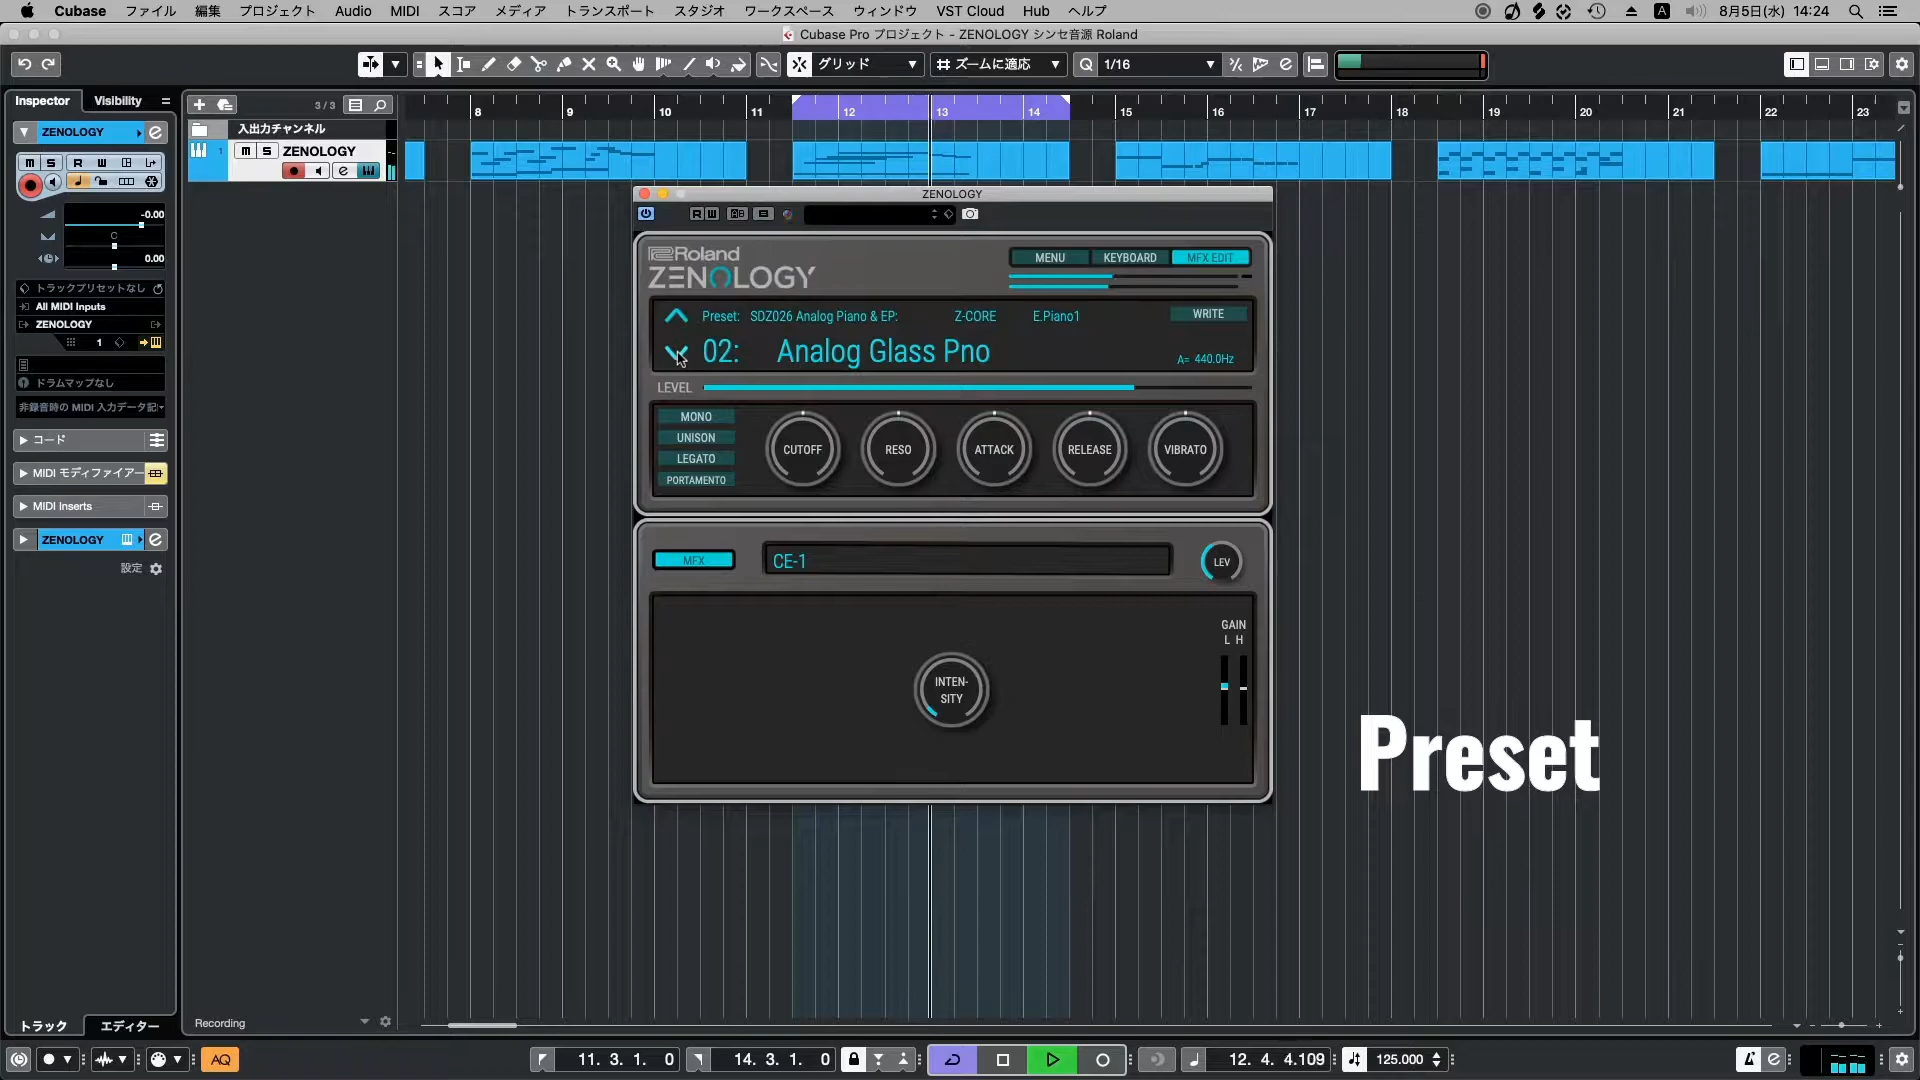 Cubase ファイル 編集 プロジェクト Audio MIDI スコア メディア トランスポート スタジオ ワークスペース ウィンドウ VST Cloud Hub ヘルプ A 8月5日(水) 14:24
Cubase Pro プロジェクト - ZENOLOGY シンセ音源 Roland
グリッド ズームに適応 Q 1/16
Inspector Visibility 3 / 3
8 9 10 11 12 13 14 15 16 17 18 19 20 21 22 23
ZENOLOGY
入出力チャンネル
1 m S ZENOLOGY
m S R W
-0.00
C
0.00
トラックプリセットなし
All MIDI Inputs
ZENOLOGY
1
ドラムマップなし
非録音時の MIDI 入力データ記
コード
MIDI モディファイアー
MIDI Inserts
ZENOLOGY
設定
ZENOLOGY
R W
Roland
ZENOLOGY
MENU KEYBOARD MFX EDIT
Preset: SDZ026 Analog Piano & EP: Z-CORE E.Piano1 WRITE
02: Analog Glass Pno
A= 440.0Hz
LEVEL
MONO
UNISON
LEGATO
PORTAMENTO
CUTOFF RESO ATTACK RELEASE VIBRATO
MFX CE-1 LEV
GAIN
L H
INTEN-
SITY
Preset
トラック エディター Recording
AQ 11. 3. 1. 0 14. 3. 1. 0 12. 4. 4.109 125.000